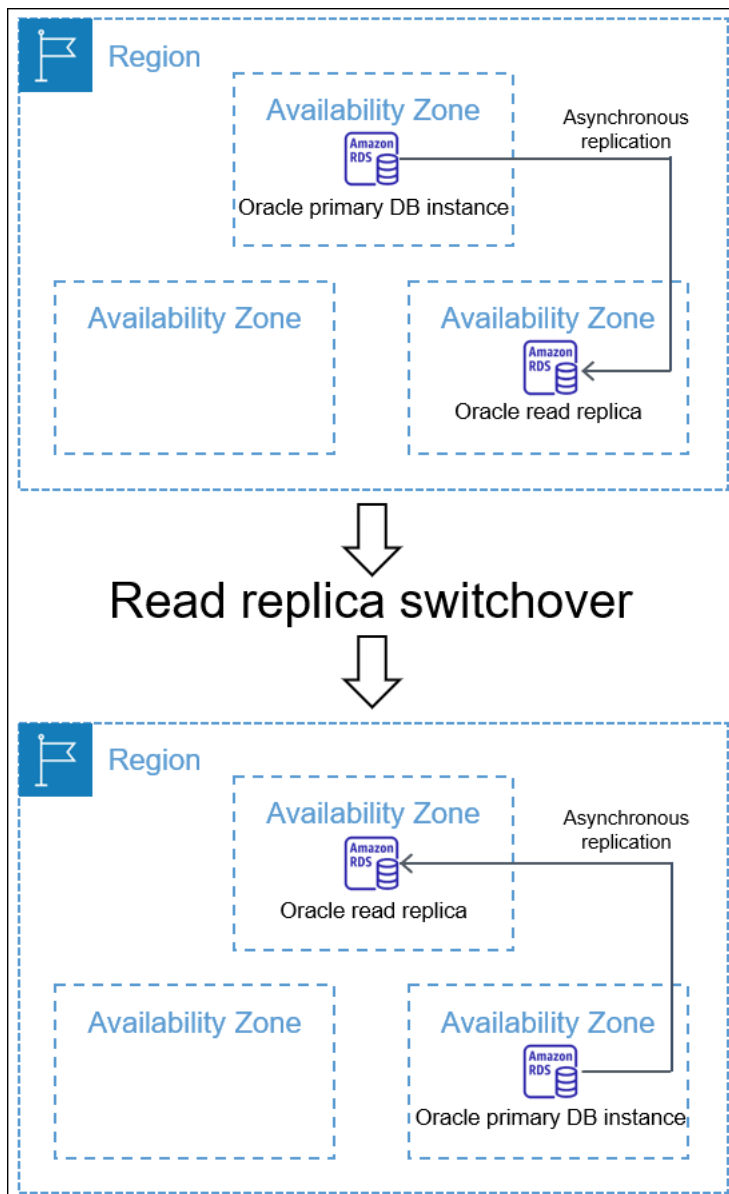 Region
Availability Zone
Asynchronous
replication
Amazon
RDS
Oracle primary DB instance
Availability Zone
Availability Zone
Amazon
RDS
Oracle read replica
Read replica switchover
Region
Availability Zone
Asynchronous
replication
Amazon
RDS
Oracle read replica
Availability Zone
Availability Zone
Amazon
RDS
Oracle primary DB instance